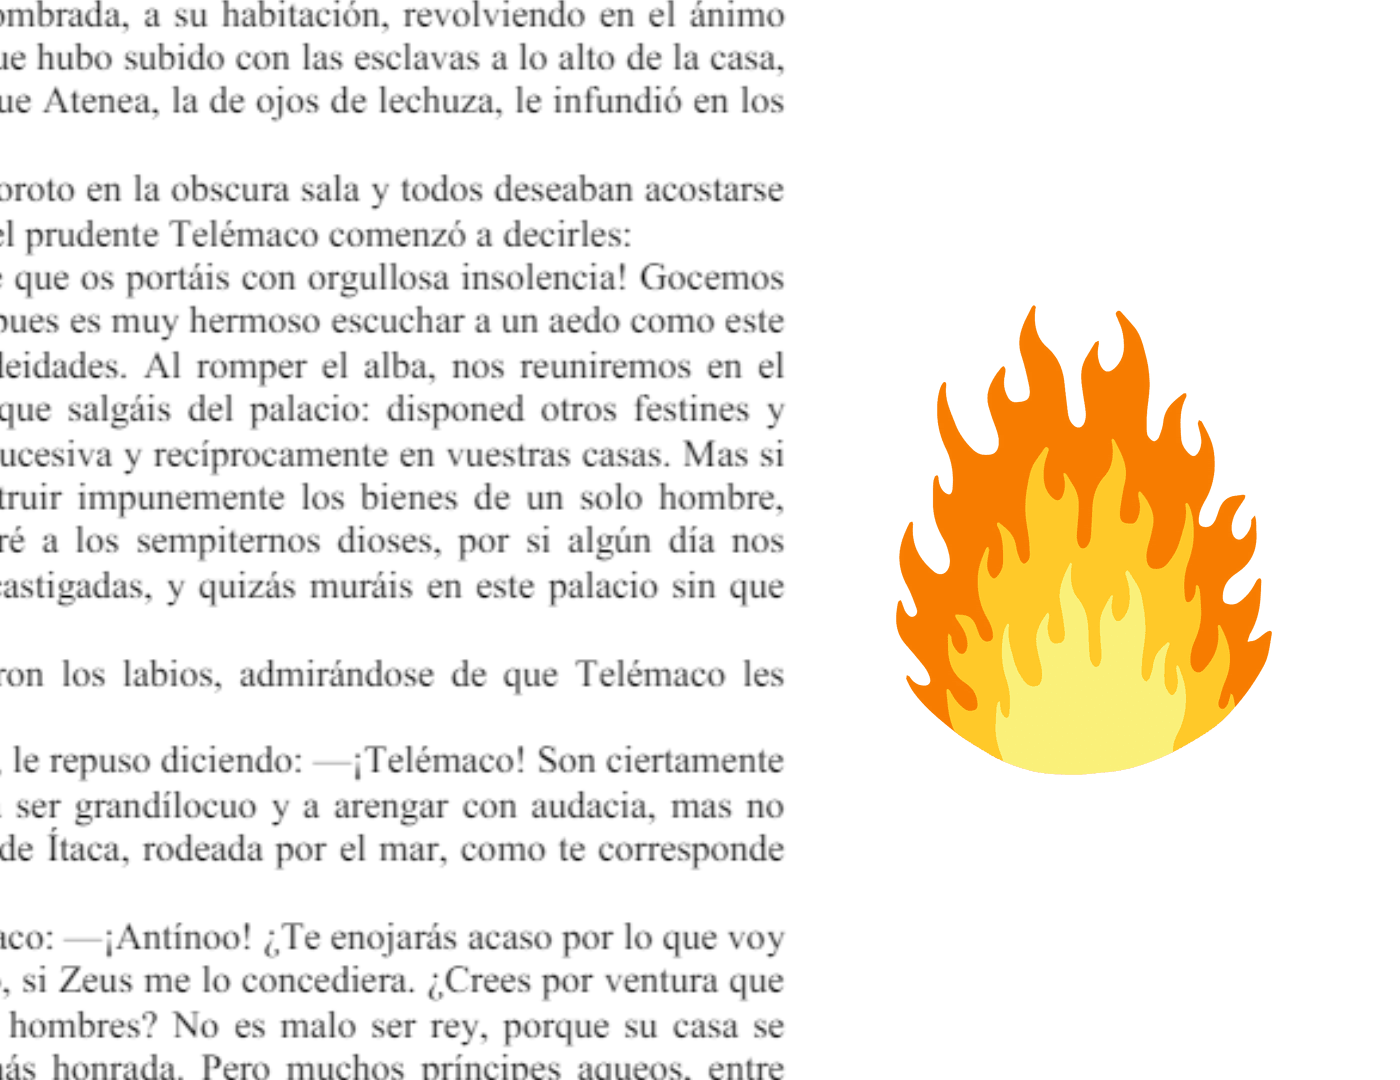 ombrada, a su habitación, revolviendo en el ánimo
ue hubo subido con las esclavas a lo alto de la casa,
ue Atenea, la de ojos de lechuza, le infundió en los
oroto en la obscura sala y todos deseaban acostarse
el prudente Telémaco comenzó a decirles:
que os portáis con orgullosa insolencia! Gocemos
pues es muy hermoso escuchar a un aedo como este
leidades. Al romper el alba, nos reuniremos en el
que salgáis del palacio: disponed otros festines y
ucesiva y recíprocamente en vuestras casas. Mas si
truir impunemente los bienes de un solo hombre,
ré a los sempiternos dioses, por si algún día nos
castigadas, y quizás muráis en este palacio sin que
ron los labios, admirándose de que Telémaco les
, le repuso diciendo: —¡Telémaco! Son ciertamente
ser grandílocuo y a arengar con audacia, mas no
de Ítaca, rodeada por el mar, como te corresponde
aco: —¡Antínoo! ¿Te enojarás acaso por lo que voy
, si Zeus me lo concediera. ¿Crees por ventura que
hombres? No es malo ser rey, porque su casa se
ás honrada. Pero muchos príncipes aqueos, entre